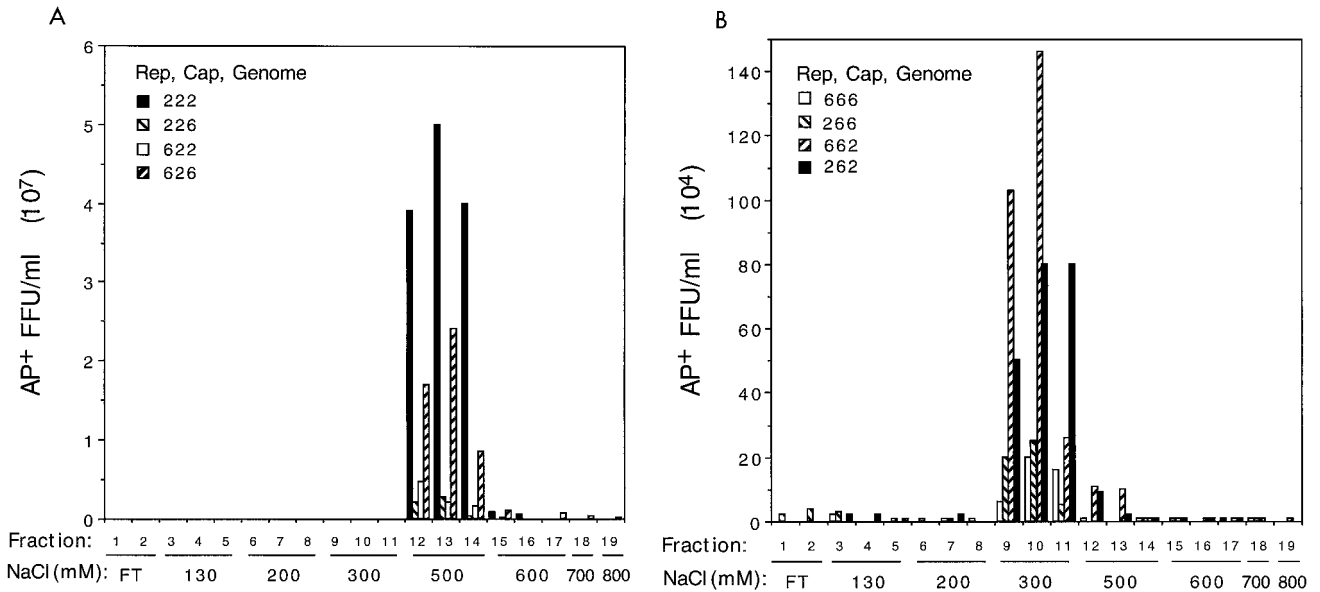 A
Rep, Cap, Genome
222
226
622
626
AP+ FFU/ml (10⁷)
6
5
4
3
2
1
0
Fraction: 1 2 3 4 5 6 7 8 9 10 11 12 13 14 15 16 17 18 19
NaCl (mM): FT 130 200 300 500 600 700 800
B
Rep, Cap, Genome
666
266
662
262
AP+ FFU/ml (10⁴)
140
120
100
80
60
40
20
0
Fraction: 1 2 3 4 5 6 7 8 9 10 11 12 13 14 15 16 17 18 19
NaCl (mM): FT 130 200 300 500 600 700 800